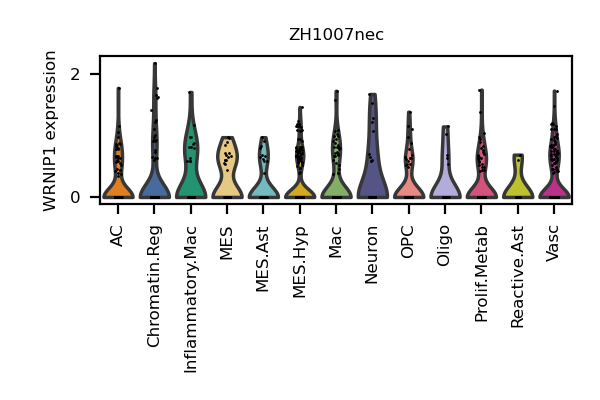 ZH1007nec
WRNIP1 expression
2
0
AC
Chromatin.Reg
Inflammatory.Mac
MES
MES.Ast
MES.Hyp
Mac
Neuron
OPC
Oligo
Prolif.Metab
Reactive.Ast
Vasc